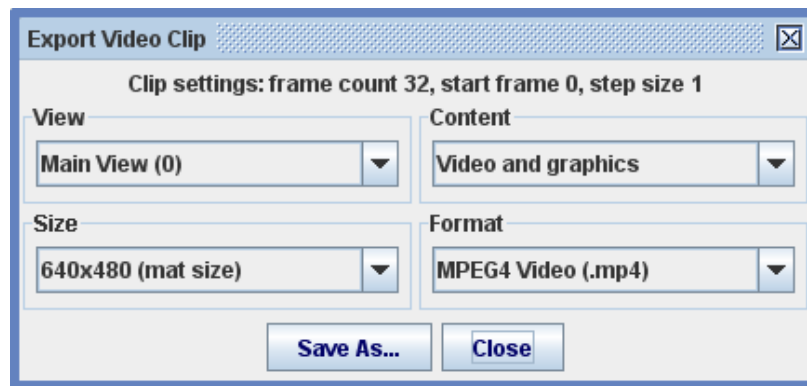 Export Video Clip
Clip settings: frame count 32, start frame 0, step size 1
View
Content
Main View (0)
Video and graphics
Size
Format
640x480 (mat size)
MPEG4 Video (.mp4)
Save As...
Close